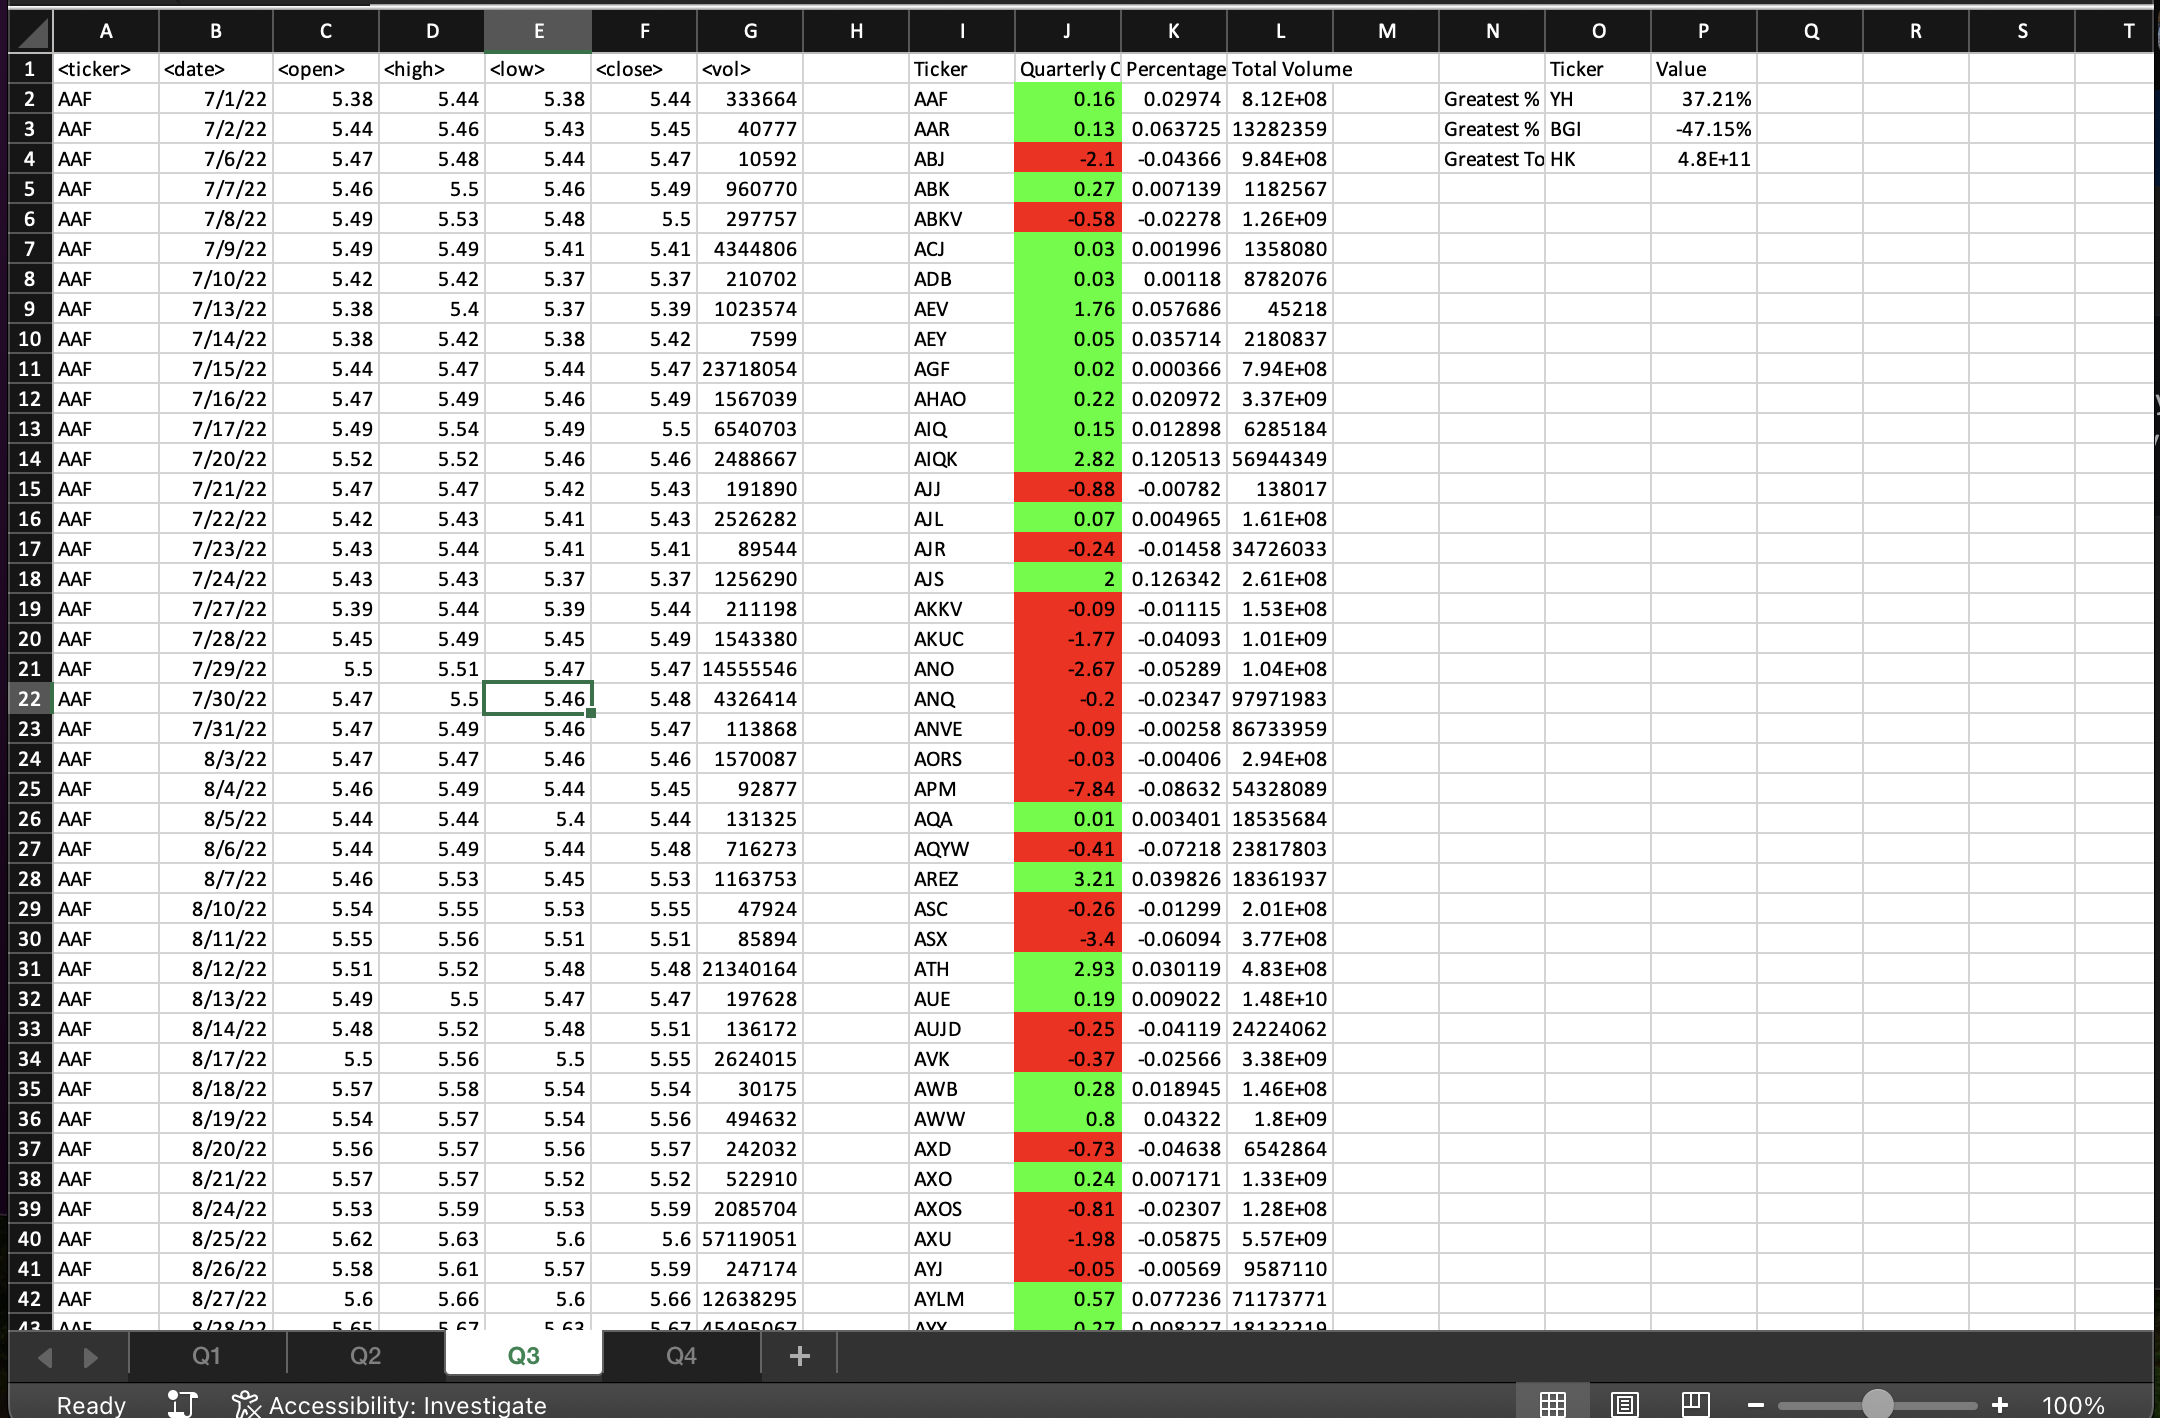 A B C D E F G H I J K L M N O P Q R S T
1 <ticker> <date> <open> <high> <low> <close> <vol> Ticker Quarterly C Percentage Total Volume Ticker Value
2 AAF 7/1/22 5.38 5.44 5.38 5.44 333664 AAF 0.16 0.02974 8.12E+08 Greatest % YH 37.21%
3 AAF 7/2/22 5.44 5.46 5.43 5.45 40777 AAR 0.13 0.063725 13282359 Greatest % BGI -47.15%
4 AAF 7/6/22 5.47 5.48 5.44 5.47 10592 ABJ -2.1 -0.04366 9.84E+08 Greatest To HK 4.8E+11
5 AAF 7/7/22 5.46 5.5 5.46 5.49 960770 ABK 0.27 0.007139 1182567
6 AAF 7/8/22 5.49 5.53 5.48 5.5 297757 ABKV -0.58 -0.02278 1.26E+09
7 AAF 7/9/22 5.49 5.49 5.41 5.41 4344806 ACJ 0.03 0.001996 1358080
8 AAF 7/10/22 5.42 5.42 5.37 5.37 210702 ADB 0.03 0.00118 8782076
9 AAF 7/13/22 5.38 5.4 5.37 5.39 1023574 AEV 1.76 0.057686 45218
10 AAF 7/14/22 5.38 5.42 5.38 5.42 7599 AEY 0.05 0.035714 2180837
11 AAF 7/15/22 5.44 5.47 5.44 5.47 23718054 AGF 0.02 0.000366 7.94E+08
12 AAF 7/16/22 5.47 5.49 5.46 5.49 1567039 AHAO 0.22 0.020972 3.37E+09
13 AAF 7/17/22 5.49 5.54 5.49 5.5 6540703 AIQ 0.15 0.012898 6285184
14 AAF 7/20/22 5.52 5.52 5.46 5.46 2488667 AIQK 2.82 0.120513 56944349
15 AAF 7/21/22 5.47 5.47 5.42 5.43 191890 AJJ -0.88 -0.00782 138017
16 AAF 7/22/22 5.42 5.43 5.41 5.43 2526282 AJL 0.07 0.004965 1.61E+08
17 AAF 7/23/22 5.43 5.44 5.41 5.41 89544 AJR -0.24 -0.01458 34726033
18 AAF 7/24/22 5.43 5.43 5.37 5.37 1256290 AJS 2 0.126342 2.61E+08
19 AAF 7/27/22 5.39 5.44 5.39 5.44 211198 AKKV -0.09 -0.01115 1.53E+08
20 AAF 7/28/22 5.45 5.49 5.45 5.49 1543380 AKUC -1.77 -0.04093 1.01E+09
21 AAF 7/29/22 5.5 5.51 5.47 5.47 14555546 ANO -2.67 -0.05289 1.04E+08
22 AAF 7/30/22 5.47 5.5 5.46 5.48 4326414 ANQ -0.2 -0.02347 97971983
23 AAF 7/31/22 5.47 5.49 5.46 5.47 113868 ANVE -0.09 -0.00258 86733959
24 AAF 8/3/22 5.47 5.47 5.46 5.46 1570087 AORS -0.03 -0.00406 2.94E+08
25 AAF 8/4/22 5.46 5.49 5.44 5.45 92877 APM -7.84 -0.08632 54328089
26 AAF 8/5/22 5.44 5.44 5.4 5.44 131325 AQA 0.01 0.003401 18535684
27 AAF 8/6/22 5.44 5.49 5.44 5.48 716273 AQYW -0.41 -0.07218 23817803
28 AAF 8/7/22 5.46 5.53 5.45 5.53 1163753 AREZ 3.21 0.039826 18361937
29 AAF 8/10/22 5.54 5.55 5.53 5.55 47924 ASC -0.26 -0.01299 2.01E+08
30 AAF 8/11/22 5.55 5.56 5.51 5.51 85894 ASX -3.4 -0.06094 3.77E+08
31 AAF 8/12/22 5.51 5.52 5.48 5.48 21340164 ATH 2.93 0.030119 4.83E+08
32 AAF 8/13/22 5.49 5.5 5.47 5.47 197628 AUE 0.19 0.009022 1.48E+10
33 AAF 8/14/22 5.48 5.52 5.48 5.51 136172 AUJD -0.25 -0.04119 24224062
34 AAF 8/17/22 5.5 5.56 5.5 5.55 2624015 AVK -0.37 -0.02566 3.38E+09
35 AAF 8/18/22 5.57 5.58 5.54 5.54 30175 AWB 0.28 0.018945 1.46E+08
36 AAF 8/19/22 5.54 5.57 5.54 5.56 494632 AWW 0.8 0.04322 1.8E+09
37 AAF 8/20/22 5.56 5.57 5.56 5.57 242032 AXD -0.73 -0.04638 6542864
38 AAF 8/21/22 5.57 5.57 5.52 5.52 522910 AXO 0.24 0.007171 1.33E+09
39 AAF 8/24/22 5.53 5.59 5.53 5.59 2085704 AXOS -0.81 -0.02307 1.28E+08
40 AAF 8/25/22 5.62 5.63 5.6 5.6 57119051 AXU -1.98 -0.05875 5.57E+09
41 AAF 8/26/22 5.58 5.61 5.57 5.59 247174 AYJ -0.05 -0.00569 9587110
42 AAF 8/27/22 5.6 5.66 5.6 5.66 12638295 AYLM 0.57 0.077236 71173771
43 AAF 8/28/22 5.65 5.67 5.63 5.67 45495067 AYX 0.27 0.008227 18132219
Q1 Q2 Q3 Q4 +
Ready Accessibility: Investigate 100%